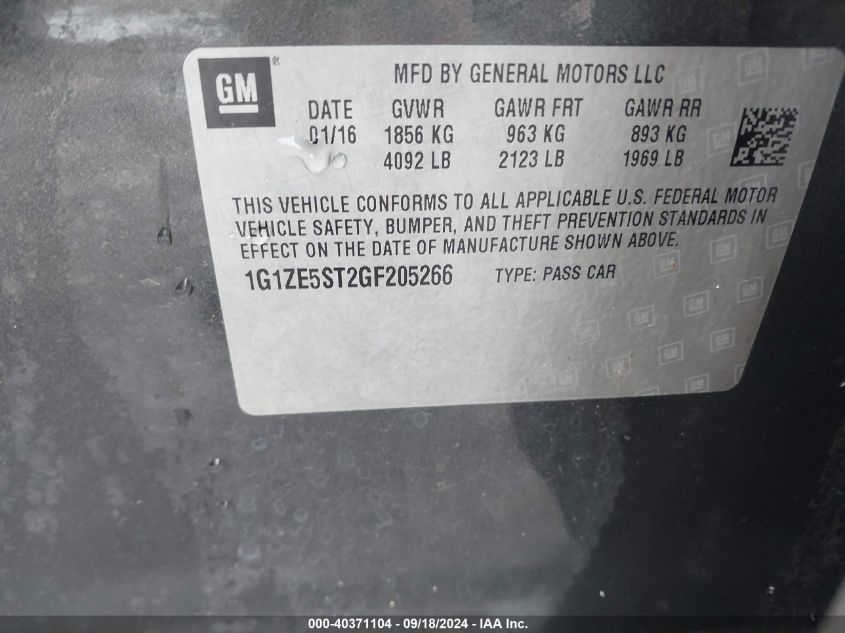 GM ®
MFD BY GENERAL MOTORS LLC
DATE GVWR GAWR FRT GAWR RR
01/16 1856 KG 963 KG 893 KG
4092 LB 2123 LB 1969 LB
THIS VEHICLE CONFORMS TO ALL APPLICABLE U.S. FEDERAL MOTOR
VEHICLE SAFETY, BUMPER, AND THEFT PREVENTION STANDARDS IN
EFFECT ON THE DATE OF MANUFACTURE SHOWN ABOVE.
1G1ZE5ST2GF205266 TYPE: PASS CAR
000-40371104 - 09/18/2024 - IAA Inc.